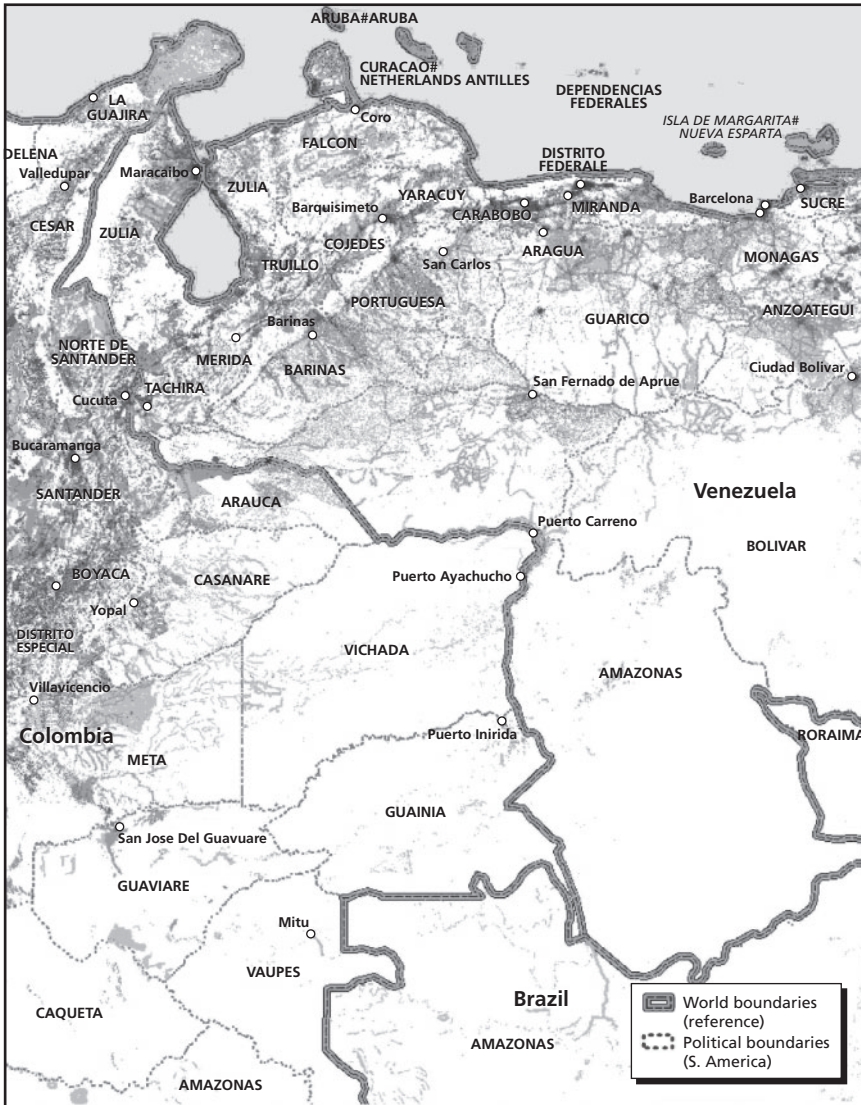 ARUBA#ARUBA
CURACAO#
NETHERLANDS ANTILLES
DEPENDENCIAS
FEDERALES
ISLA DE MARGARITA#
NUEVA ESPARTA
LA
GUAJIRA
Coro
FALCON
DISTRITO
FEDERALE
DELENA
Valledupar
Maracaibo
ZULIA
YARACUY
CARABOBO
MIRANDA
Barcelona
SUCRE
CESAR
ZULIA
Barquisimeto
COJEDES
ARAGUA
MONAGAS
TRUILLO
San Carlos
PORTUGUESA
GUARICO
ANZOATEGUI
Barinas
NORTE DE
SANTANDER
MERIDA
BARINAS
Ciudad Bolivar
TACHIRA
San Fernado de Aprue
Cucuta
Bucaramanga
SANTANDER
ARAUCA
Venezuela
Puerto Carreno
BOLIVAR
BOYACA
CASANARE
Puerto Ayachucho
Yopal
DISTRITO
ESPECIAL
VICHADA
AMAZONAS
Villavicencio
Colombia
Puerto Inirida
RORAIMA
META
GUAINIA
San Jose Del Guavuare
GUAVIARE
Mitu
VAUPES
Brazil
CAQUETA
AMAZONAS
AMAZONAS
World boundaries
(reference)
Political boundaries
(S. America)